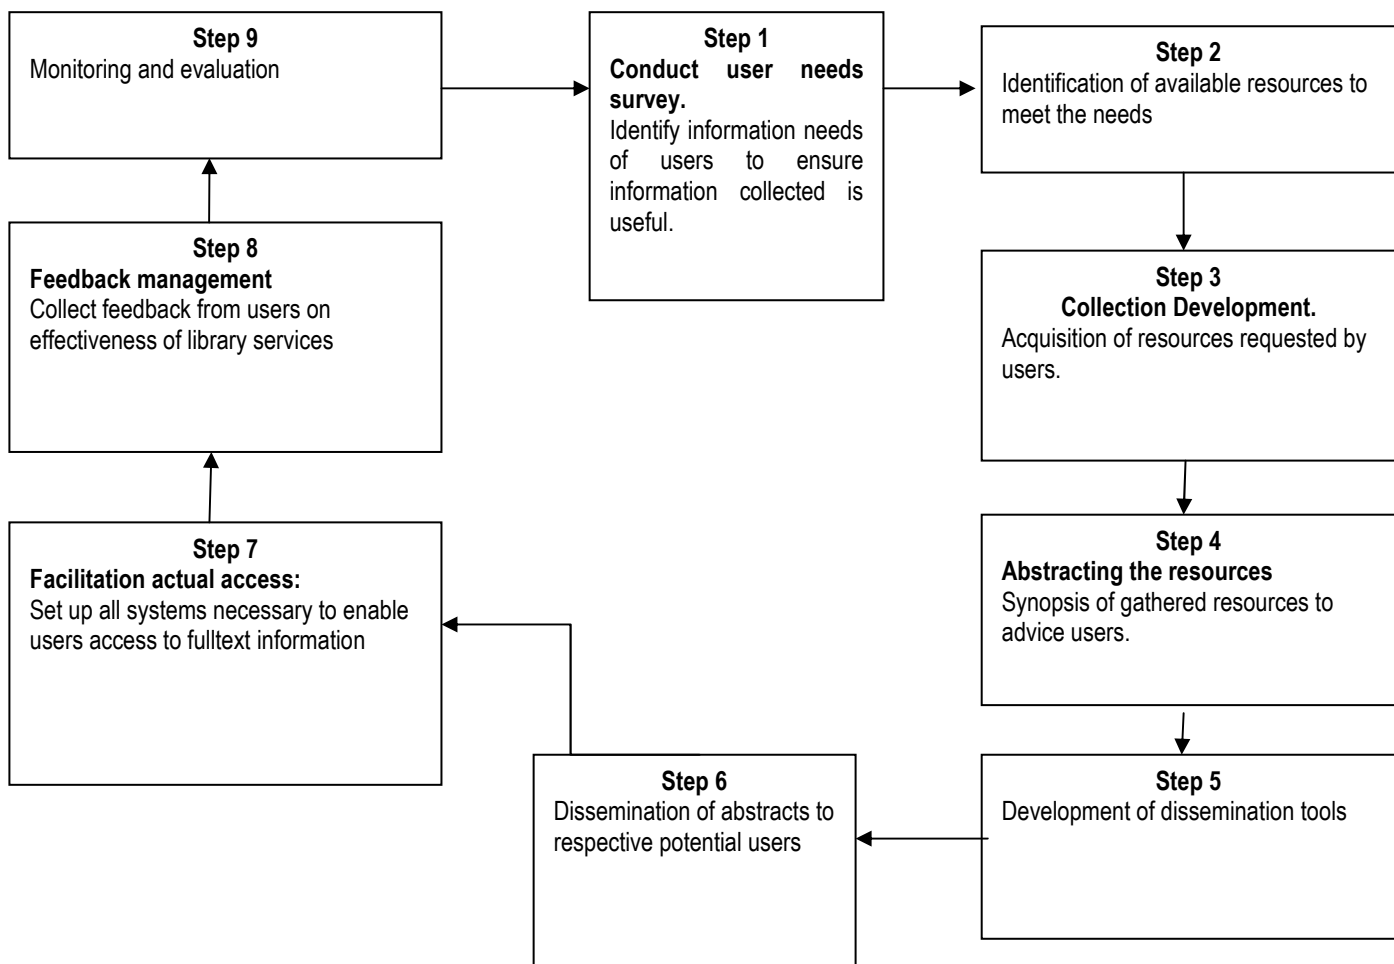 Step 1
Conduct user needs
survey.
Identify information needs
of users to ensure
information collected is
useful.
Step 2
Identification of available resources to
meet the needs
Step 3
Collection Development.
Acquisition of resources requested by
users.
Step 4
Abstracting the resources
Synopsis of gathered resources to
advice users.
Step 5
Development of dissemination tools
Step 6
Dissemination of abstracts to
respective potential users
Step 7
Facilitation actual access:
Set up all systems necessary to enable
users access to fulltext information
Step 8
Feedback management
Collect feedback from users on
effectiveness of library services
Step 9
Monitoring and evaluation